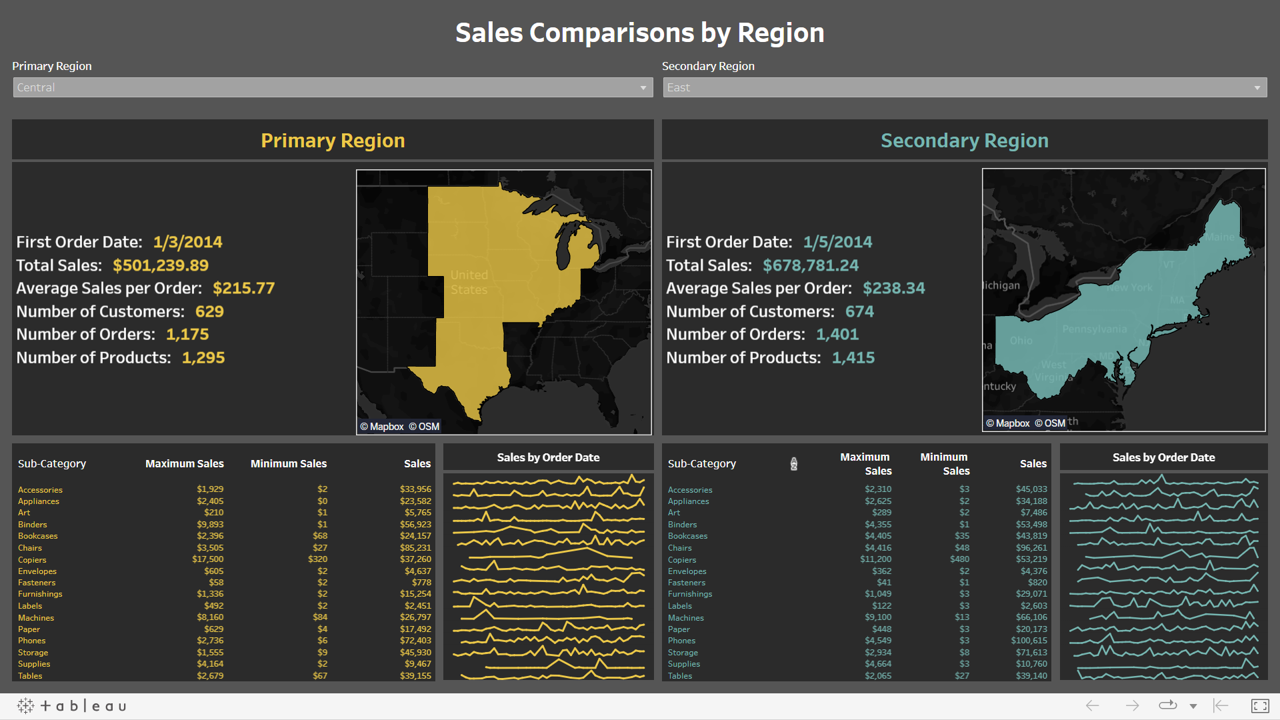 Sales Comparisons by Region
Primary Region
Secondary Region
Central
East
Primary Region
First Order Date: 1/3/2014
Total Sales: $501,239.89
Average Sales per Order: $215.77
Number of Customers: 629
Number of Orders: 1,175
Number of Products: 1,295
United
States
© Mapbox © OSM
Secondary Region
First Order Date: 1/5/2014
Total Sales: $678,781.24
Average Sales per Order: $238.34
Number of Customers: 674
Number of Orders: 1,401
Number of Products: 1,415
Maine
VT
New York
MA
ichigan
Pennsylvania
Ohio
West
Virginia
ntucky
© Mapbox © OSM
Sub-Category Maximum Sales Minimum Sales Sales
Accessories $1,929 $2 $33,956
Appliances $2,405 $0 $23,582
Art $210 $1 $5,765
Binders $9,893 $1 $56,923
Bookcases $2,396 $68 $24,157
Chairs $3,505 $27 $85,231
Copiers $17,500 $320 $37,260
Envelopes $605 $2 $4,637
Fasteners $58 $2 $778
Furnishings $1,336 $2 $15,254
Labels $492 $2 $2,451
Machines $8,160 $84 $26,797
Paper $629 $4 $17,492
Phones $2,736 $6 $72,403
Storage $1,555 $9 $45,930
Supplies $4,164 $2 $9,467
Tables $2,679 $67 $39,155
Sales by Order Date
Sub-Category Maximum Sales Minimum Sales Sales
Accessories $2,310 $3 $45,033
Appliances $2,625 $2 $34,188
Art $289 $2 $7,486
Binders $4,355 $1 $53,498
Bookcases $4,405 $35 $43,819
Chairs $4,416 $48 $96,261
Copiers $11,200 $480 $53,219
Envelopes $362 $2 $4,376
Fasteners $41 $1 $820
Furnishings $1,049 $3 $29,071
Labels $122 $3 $2,603
Machines $9,100 $13 $66,106
Paper $448 $3 $20,173
Phones $4,549 $3 $100,615
Storage $2,934 $8 $71,613
Supplies $4,664 $3 $10,760
Tables $2,065 $27 $39,140
Sales by Order Date
+ableau